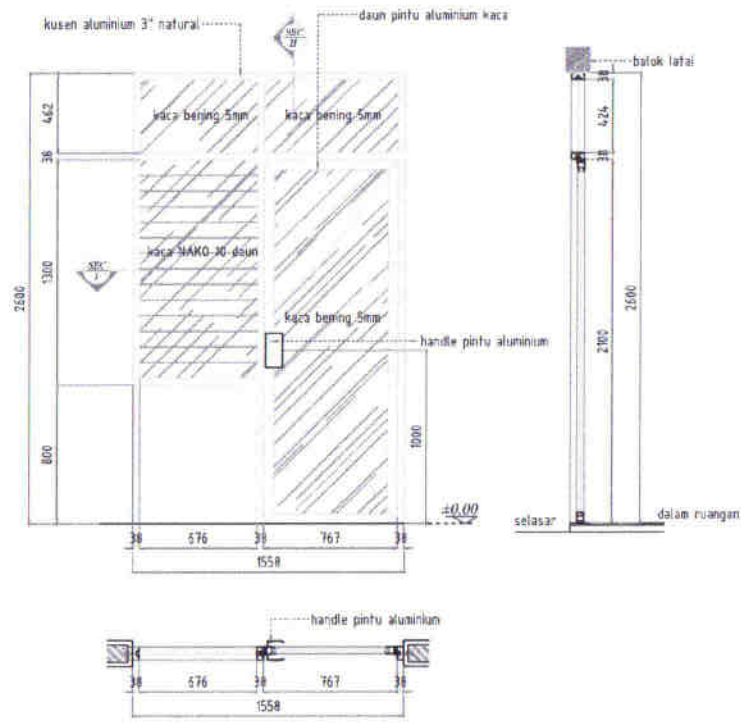 kusen aluminium 3" natural
daun pintu aluminium kaca
balok latai
38
462
kaca bening 5mm
kaca bening 5mm
424
38
38
kaca NAKO 10 daun
2600
1300
kaca bening 5mm
handle pintu aluminium
2100
2600
800
1000
±0.00
selasar
dalam ruangan
38
676
38
767
38
1558
handle pintu aluminium
38
676
38
767
38
1558